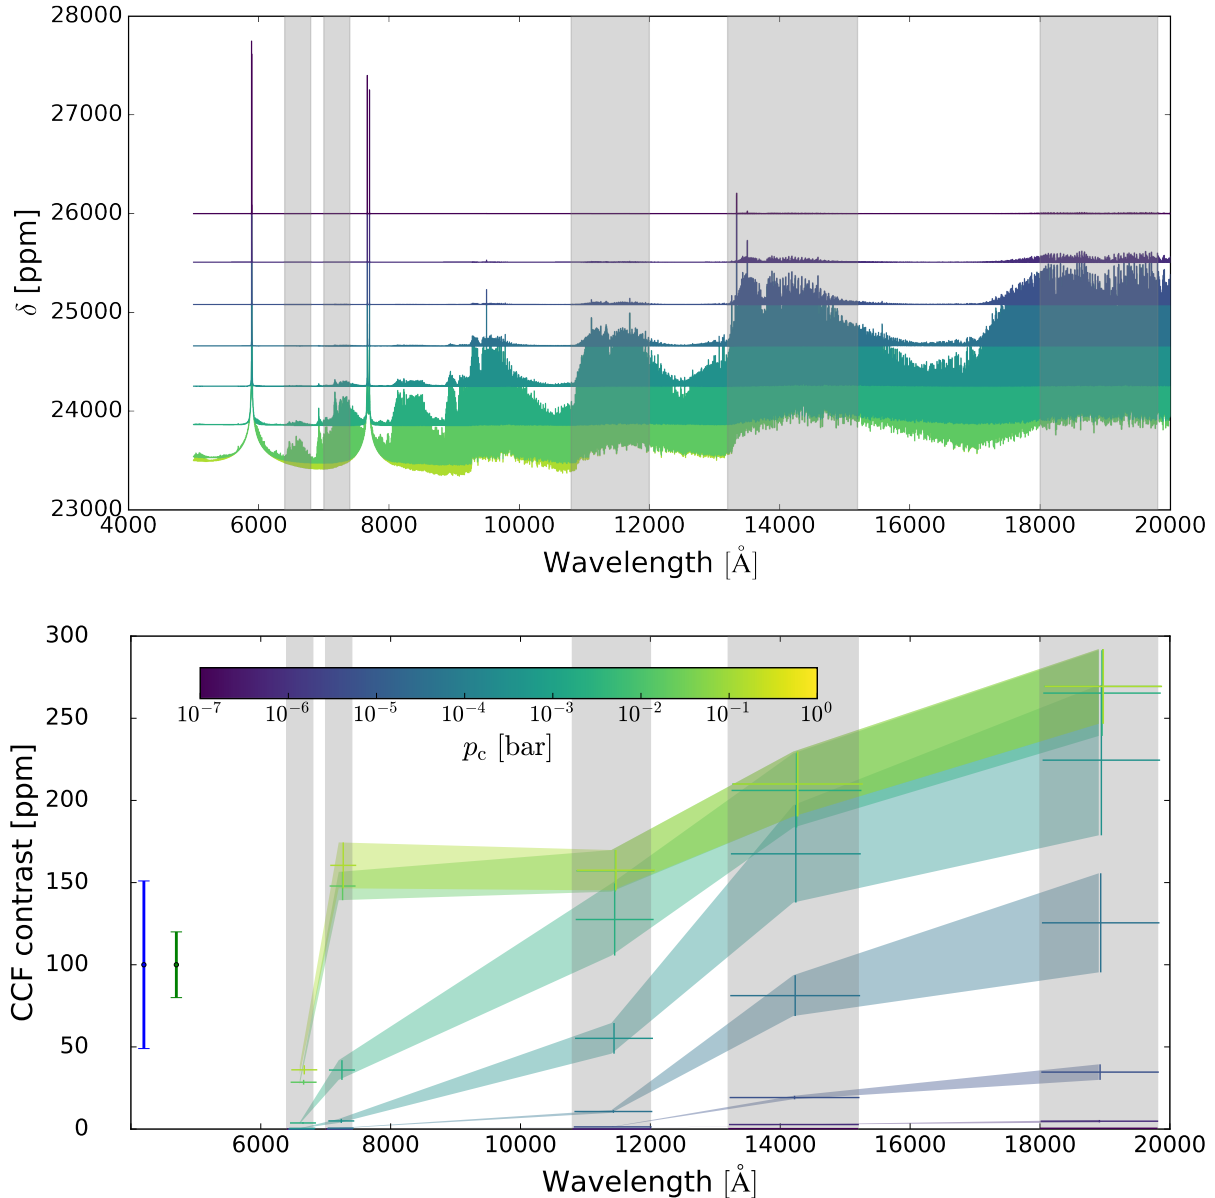 28000
27000
26000
25000
24000
23000
δ [ppm]
4000 6000 8000 10000 12000 14000 16000 18000 20000
Wavelength [Å]
300
250
200
150
100
50
0
CCF contrast [ppm]
10⁻⁷ 10⁻⁶ 10⁻⁵ 10⁻⁴ 10⁻³ 10⁻² 10⁻¹ 10⁰
p_c [bar]
6000 8000 10000 12000 14000 16000 18000 20000
Wavelength [Å]